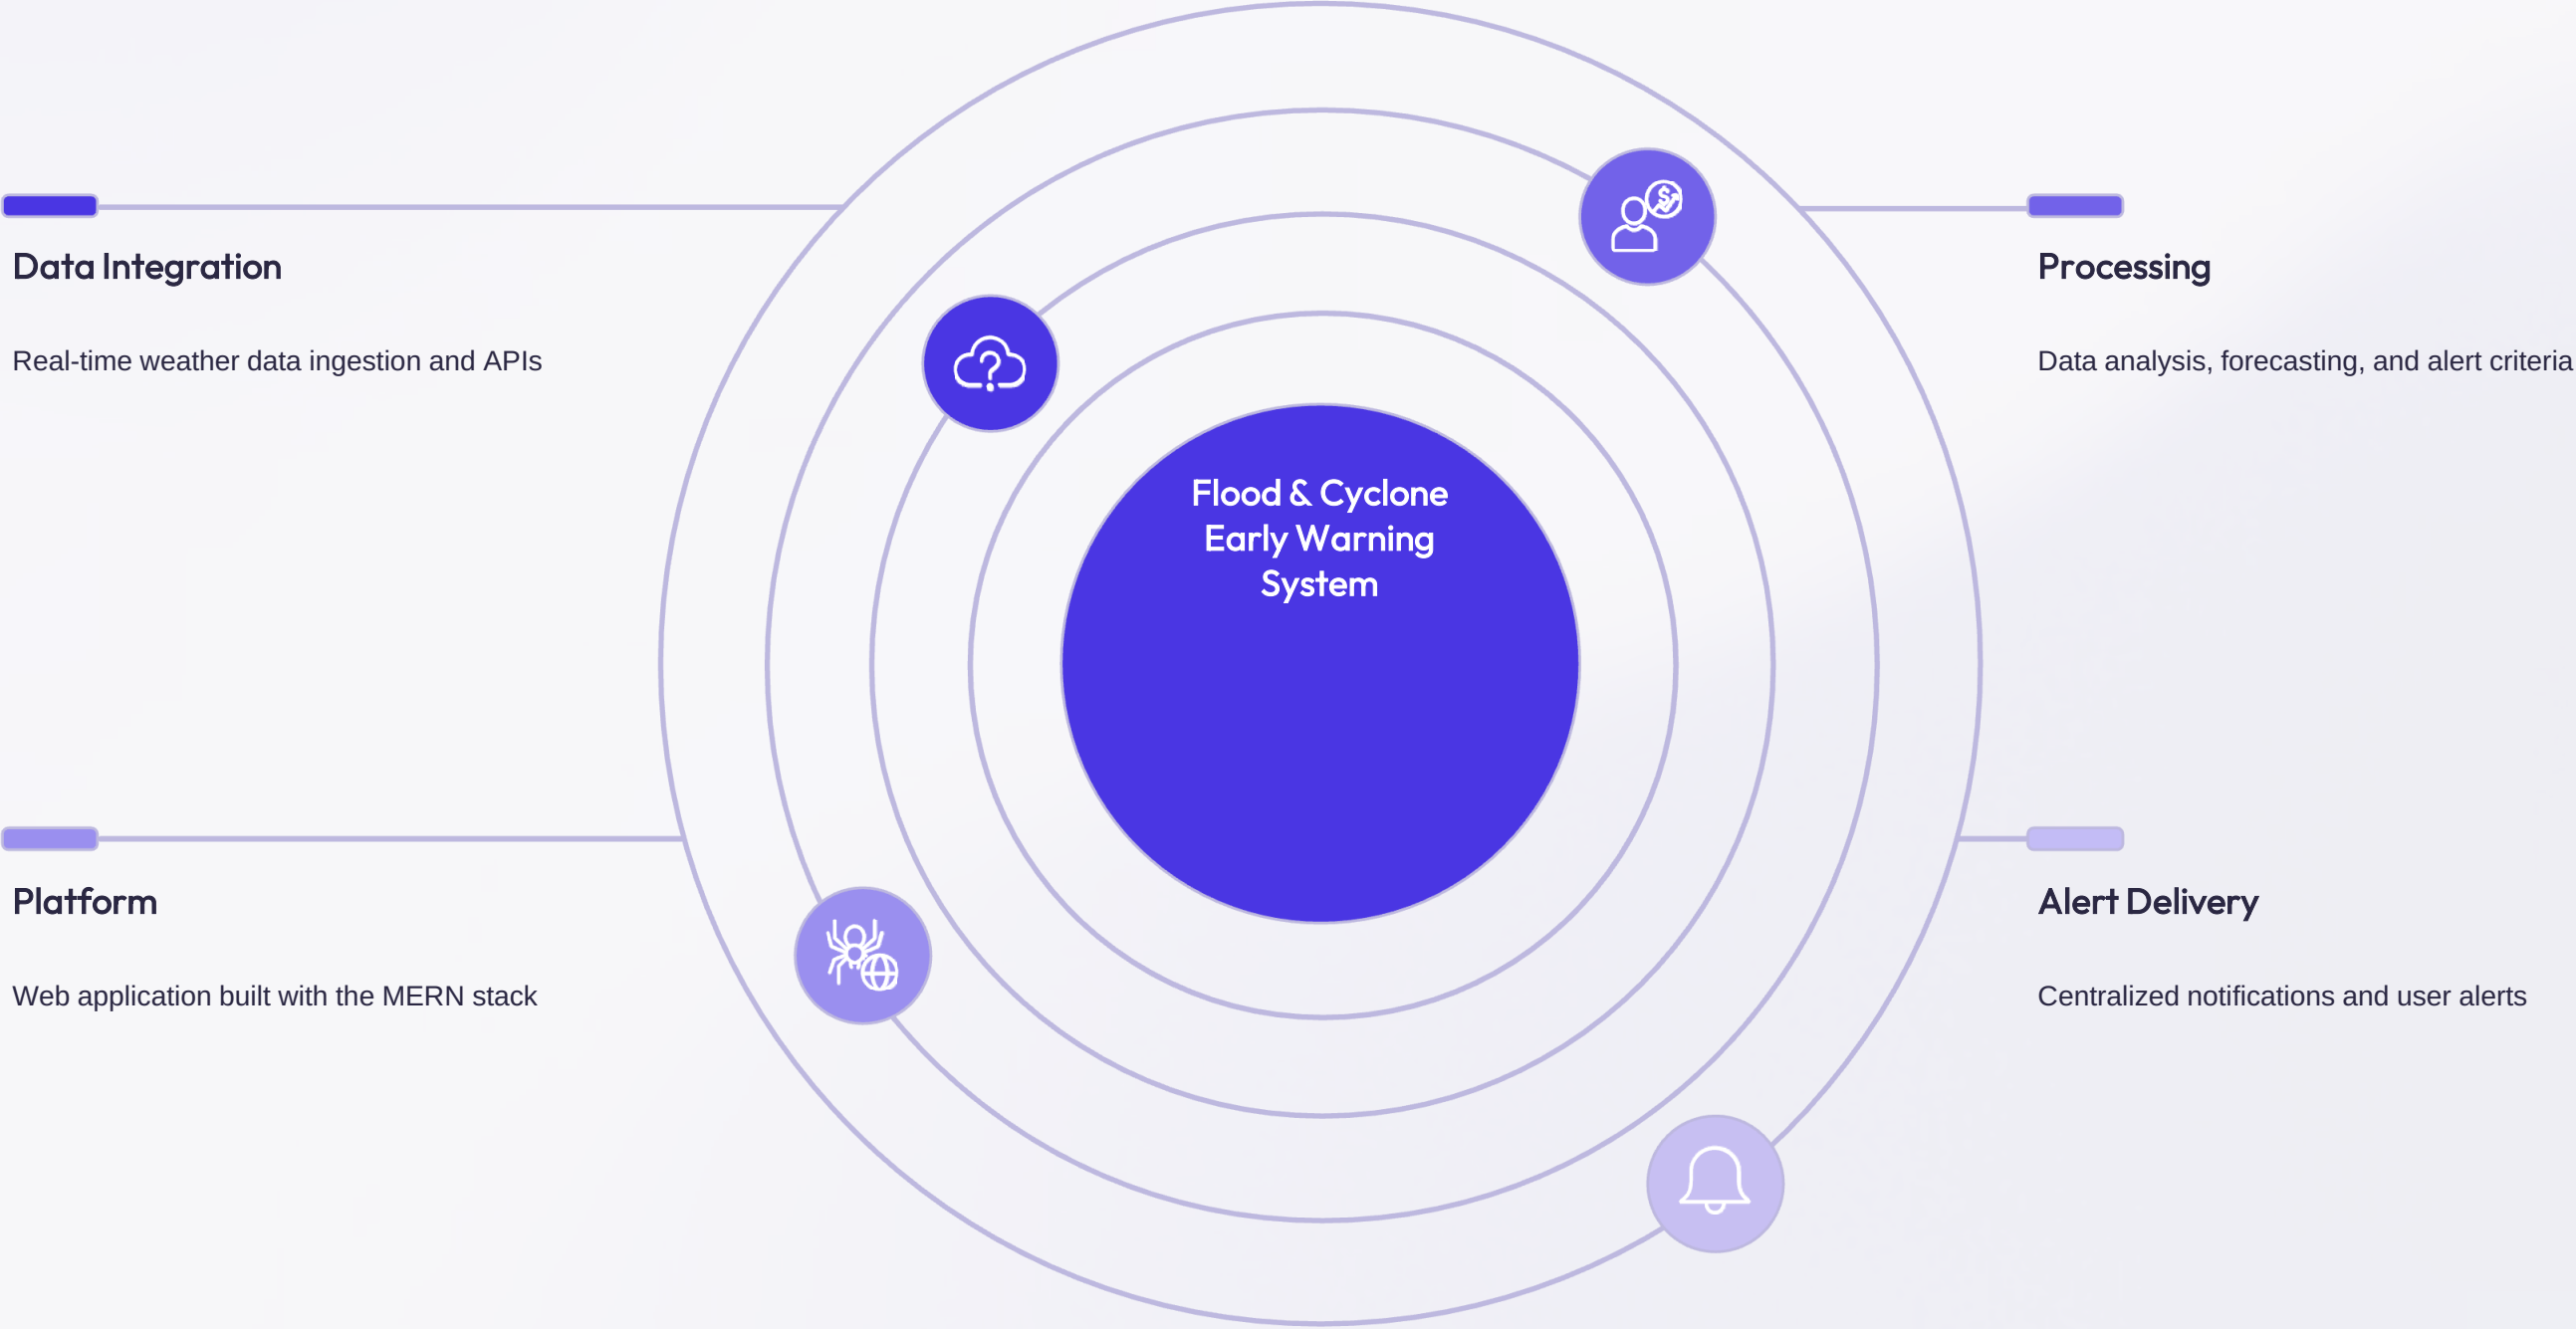 Flood & Cyclone
Early Warning
System
Data Integration
Real-time weather data ingestion and APIs
Processing
Data analysis, forecasting, and alert criteria
Platform
Web application built with the MERN stack
Alert Delivery
Centralized notifications and user alerts
$
?